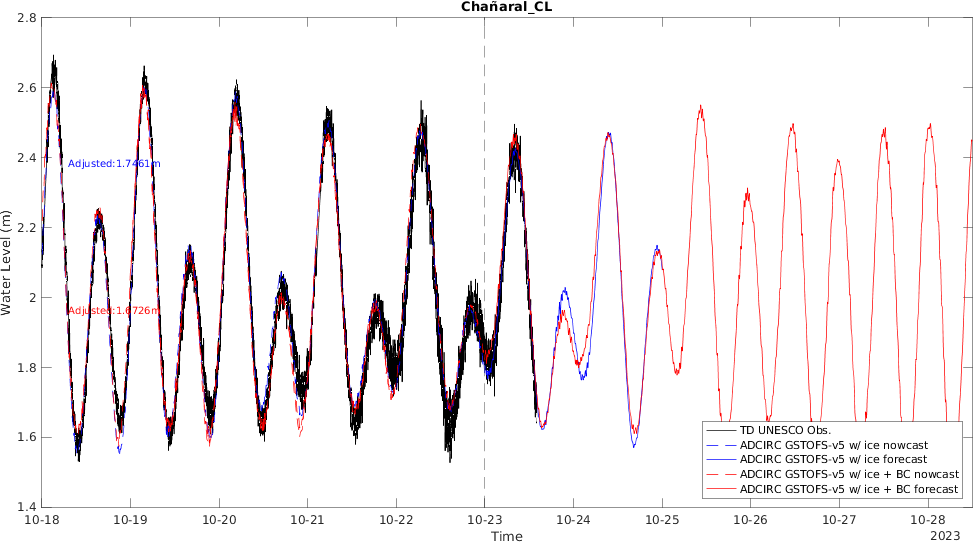 Chañaral_CL
2.8
2.6
2.4
2.2
2
1.8
1.6
1.4
Water Level (m)
Adjusted:1.7461m
Adjusted:1.6726m
TD UNESCO Obs.
ADCIRC GSTOFS-v5 w/ ice nowcast
ADCIRC GSTOFS-v5 w/ ice forecast
ADCIRC GSTOFS-v5 w/ ice + BC nowcast
ADCIRC GSTOFS-v5 w/ ice + BC forecast
10-18 10-19 10-20 10-21 10-22 10-23 10-24 10-25 10-26 10-27 10-28
Time
2023